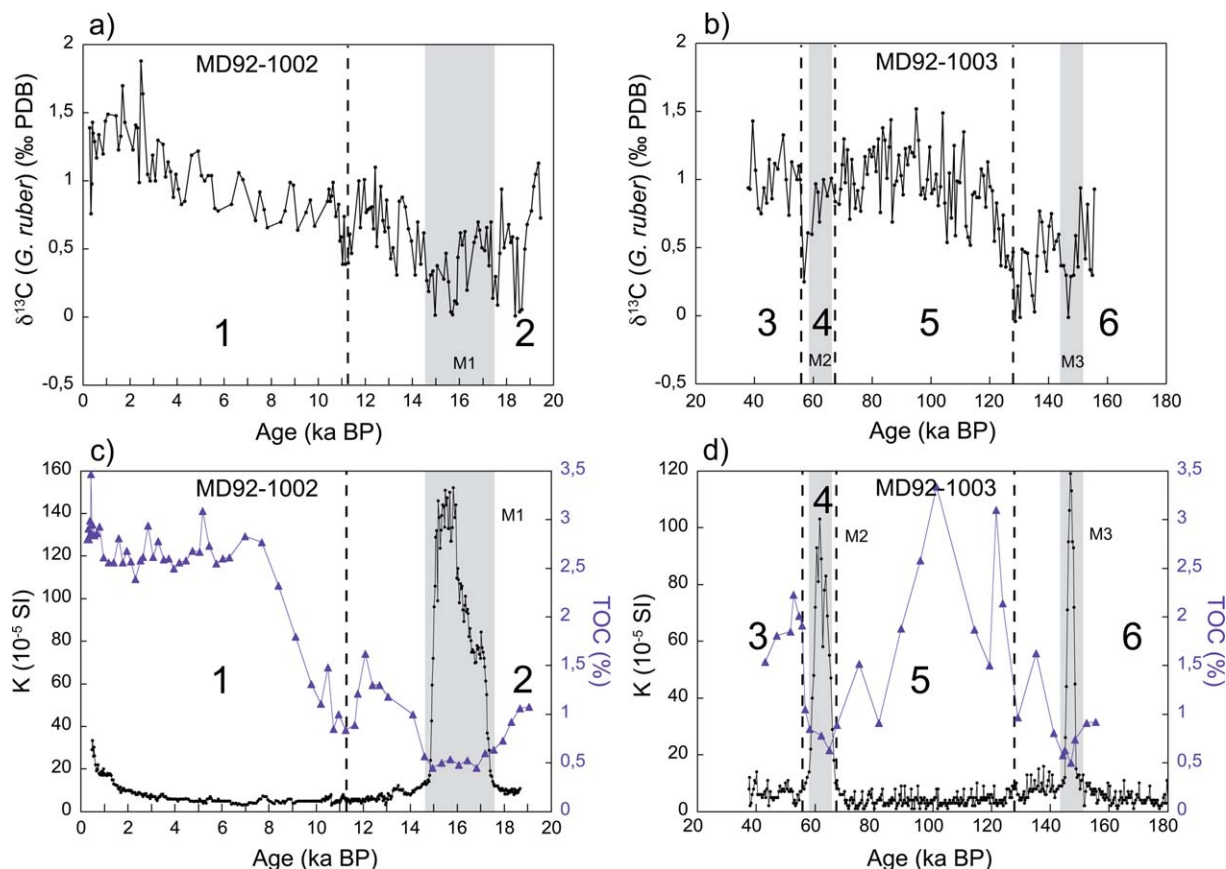 a)
MD92-1002
2
1,5
1
0,5
0
-0,5
δ¹³C (G. ruber) (‰ PDB)
1
2
M1
0 2 4 6 8 10 11 12 14 16 18 20
Age (ka BP)
b)
MD92-1003
2
1,5
1
0,5
0
-0,5
δ¹³C (G. ruber) (‰ PDB)
3
4
5
6
M2
M3
20 40 60 80 100 120 140 160 180
Age (ka BP)
c)
MD92-1002
160
140
120
100
80
60
40
20
0
K (10⁻⁵ SI)
3,5
3
2,5
2
1,5
1
0,5
0
TOC (%)
M1
1
2
0 2 4 6 8 10 11 12 14 16 18 20
Age (ka BP)
d)
MD92-1003
120
100
80
60
40
20
0
K (10⁻⁵ SI)
3,5
3
2,5
2
1,5
1
0,5
0
TOC (%)
4
M2
M3
3
5
6
20 40 60 80 100 120 140 160 180
Age (ka BP)